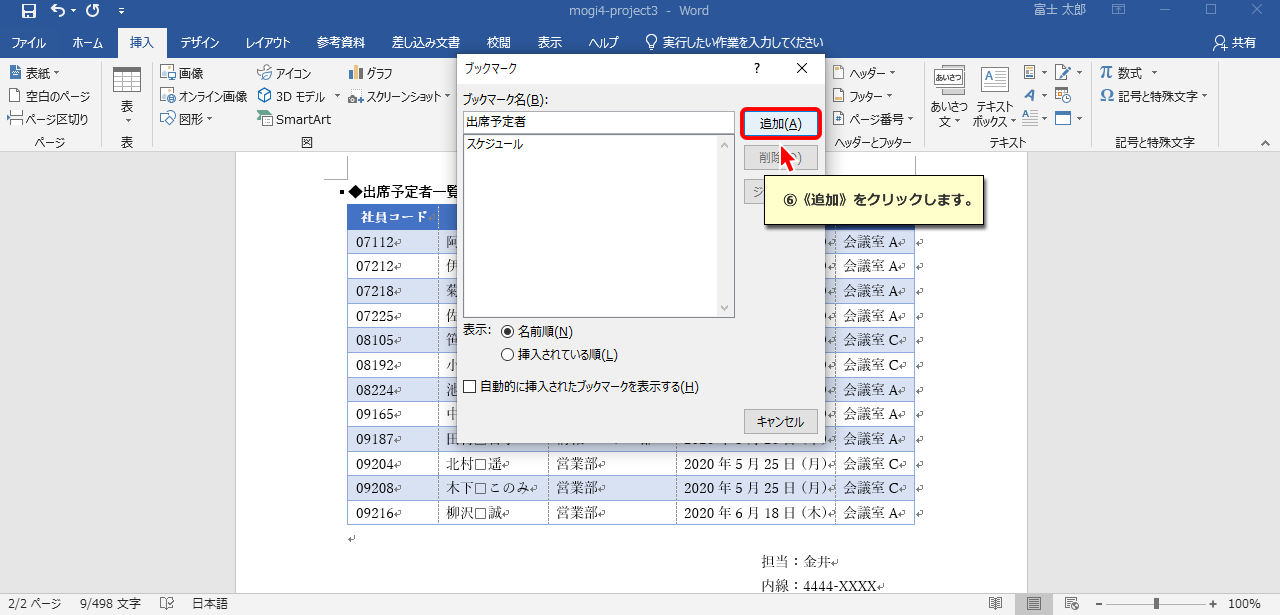 mogi4-project3 - Word
富士 太郎
ファイル ホーム 挿入 デザイン レイアウト 参考資料 差し込み文書 校閲 表示 ヘルプ 実行したい作業を入力してください 共有
表紙
空白のページ
ページ区切り
ページ
表
表
画像
オンライン画像
図形
アイコン
3D モデル
SmartArt
グラフ
スクリーンショット
図
ヘッダー
フッター
ページ番号
ヘッダーとフッター
あいさつ
あいさつ文
テキストボックス
テキスト
π 数式
Ω 記号と特殊文字
記号と特殊文字
ブックマーク ?
ブックマーク名(B):
出席予定者
スケジュール
追加(A)
削除
ジ
⑥《追加》をクリックします。
表示:
名前順(N)
挿入されている順(L)
自動的に挿入されたブックマークを表示する(H)
キャンセル
◆出席予定者一覧
社員コード
07112 阿 会議室 A
07212 伊 会議室 A
07218 菊 会議室 A
07225 佐 会議室 A
08105 笹 会議室 C
08192 小 会議室 C
08224 池 会議室 A
09165 中 会議室 A
09187 会議室 A
09204 北村□遥 営業部 2020 年 5 月 25 日（月） 会議室 C
09208 木下□このみ 営業部 2020 年 5 月 25 日（月） 会議室 C
09216 柳沢□誠 営業部 2020 年 6 月 18 日（木） 会議室 A
担当：金井
内線：4444-XXXX
2/2 ページ 9/498 文字 日本語 100%